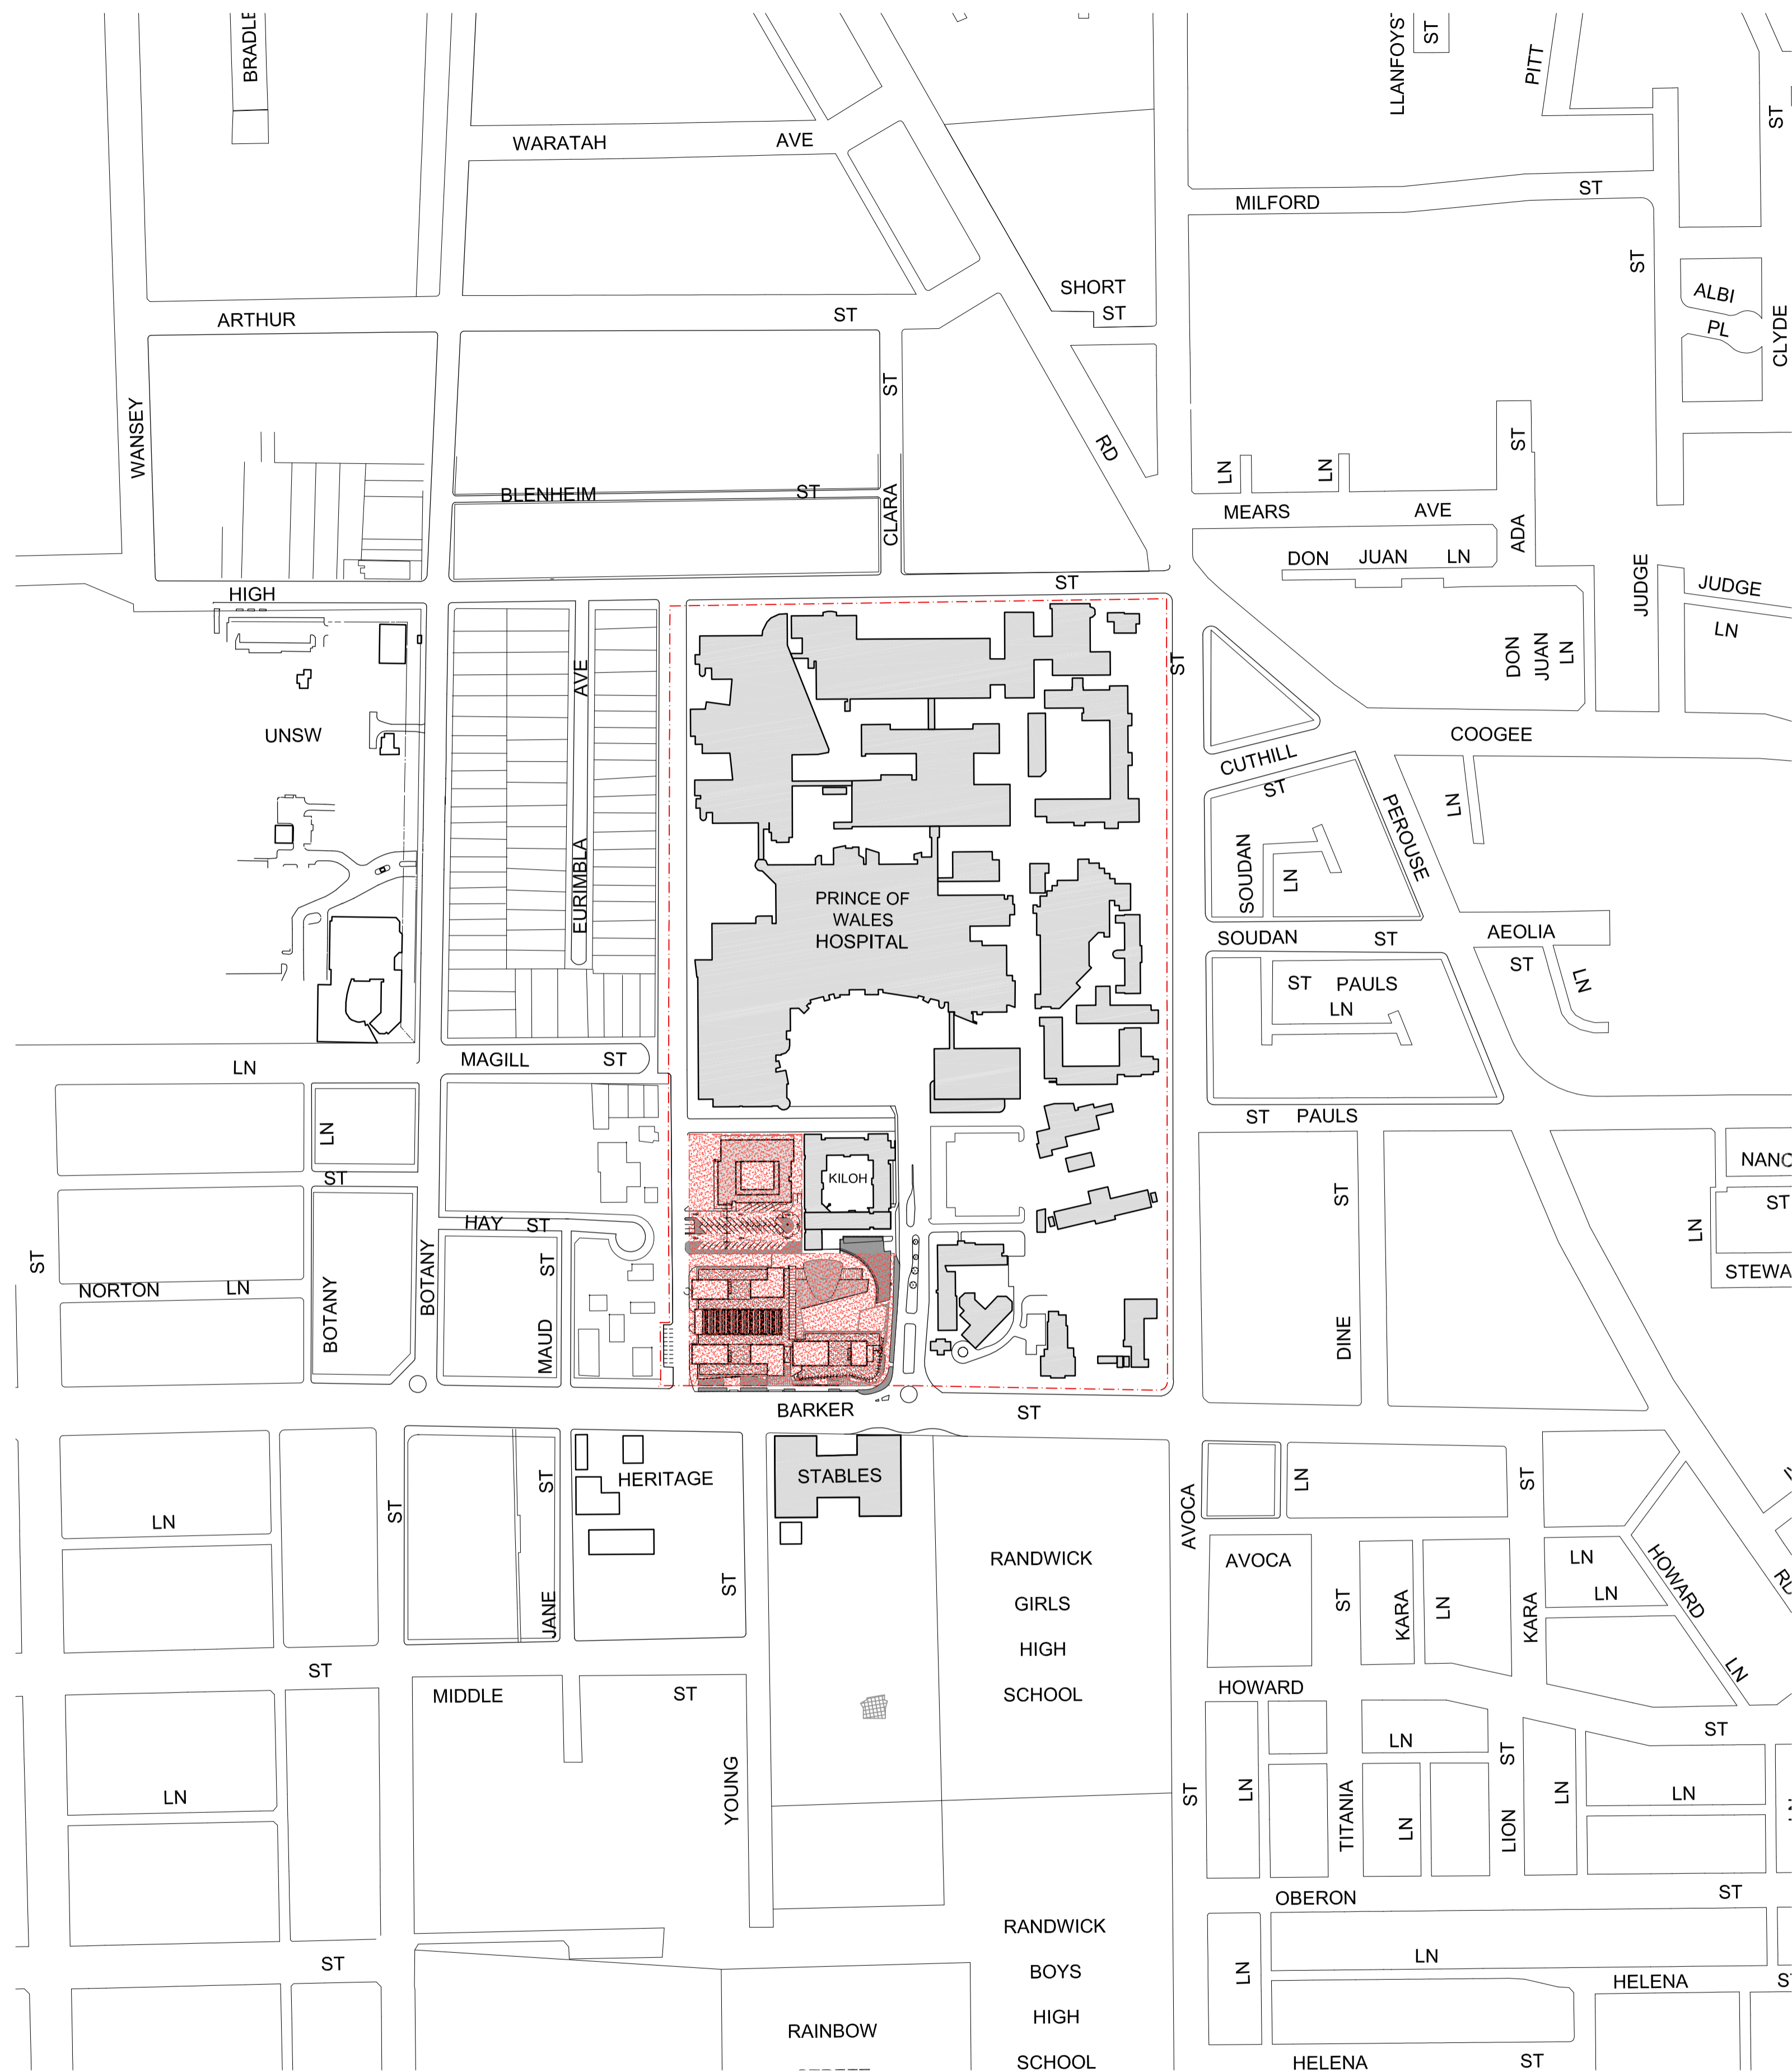 BRADLE
LLANFOYS
ST
PITT
ST
WARATAH AVE
MILFORD ST
ST
SHORT
ST
ALBI
PL
CLYDE
ARTHUR ST
WANSEY
ST
CLARA
RD
BLENHEIM ST
LN
LN
ST
ADA
MEARS AVE
DON JUAN LN
HIGH ST
JUDGE
JUDGE
LN
DON
JUAN
LN
ST
UNSW
AVE
EURIMBLA
COOGEE
CUTHILL
ST
PEROUSE
LN
SOUDAN
LN
PRINCE OF
WALES
HOSPITAL
SOUDAN ST
AEOLIA
ST
LN
ST PAULS
LN
LN
MAGILL ST
ST PAULS
LN
ST
KILOH
NANC
ST
LN
STEWA
HAY ST
ST
ST
NORTON LN
BOTANY
BOTANY
MAUD
ST
DINE
BARKER ST
HERITAGE
STABLES
LN
ST
ST
JANE
ST
AVOCA
LN
ST
RANDWICK
GIRLS
HIGH
SCHOOL
AVOCA
ST
KARA
LN
KARA
LN
LN
HOWARD
LN
ST
MIDDLE ST
HOWARD
ST
LN
YOUNG
ST
LN
TITANIA
LN
LN
ST
LION
LN
LN
OBERON ST
RANDWICK
BOYS
HIGH
SCHOOL
ST
LN
LN
HELENA
RAINBOW
HELENA ST